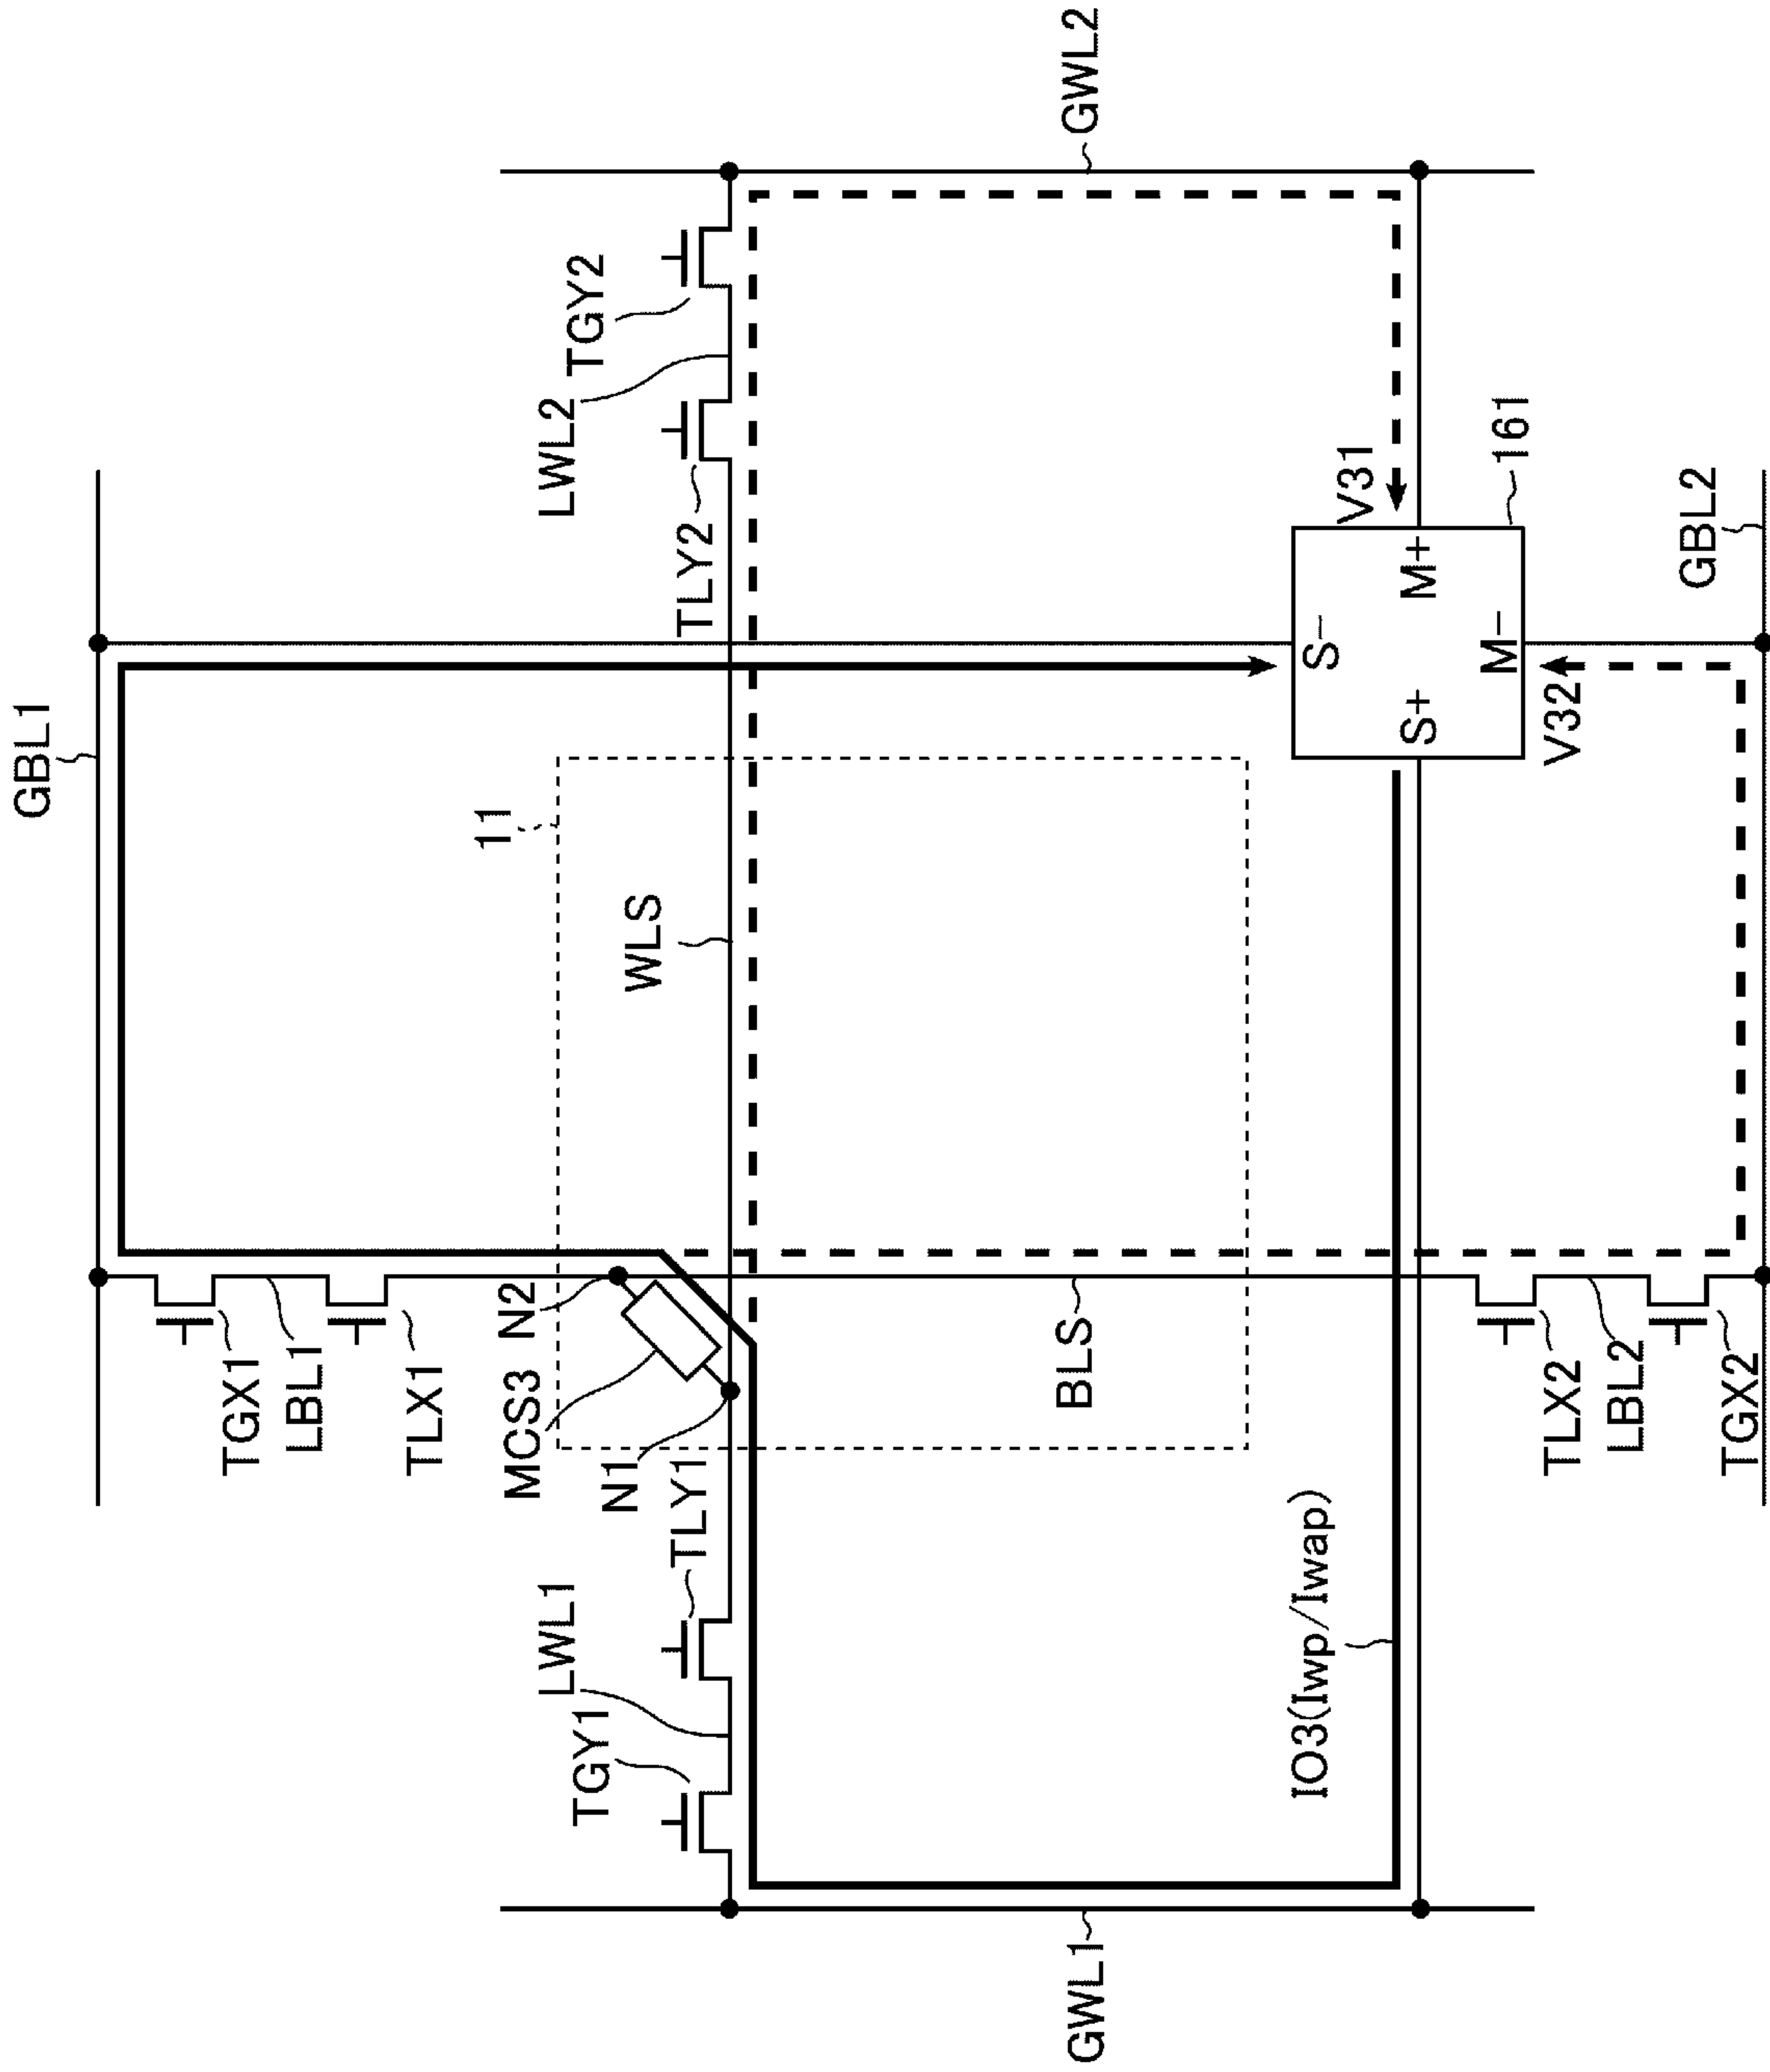 GBL1
TGX1
LBL1
TLX1
11
MCS3
N2
LWL1
LWL2
TGY1
TGY2
N1
WLS
TLY1
TLY2
GWL1
BLS
GWL2
IO3(Iwp/Iwap)
S−
V31
S+
M+
M−
161
TLX2
V32
LBL2
GBL2
TGX2